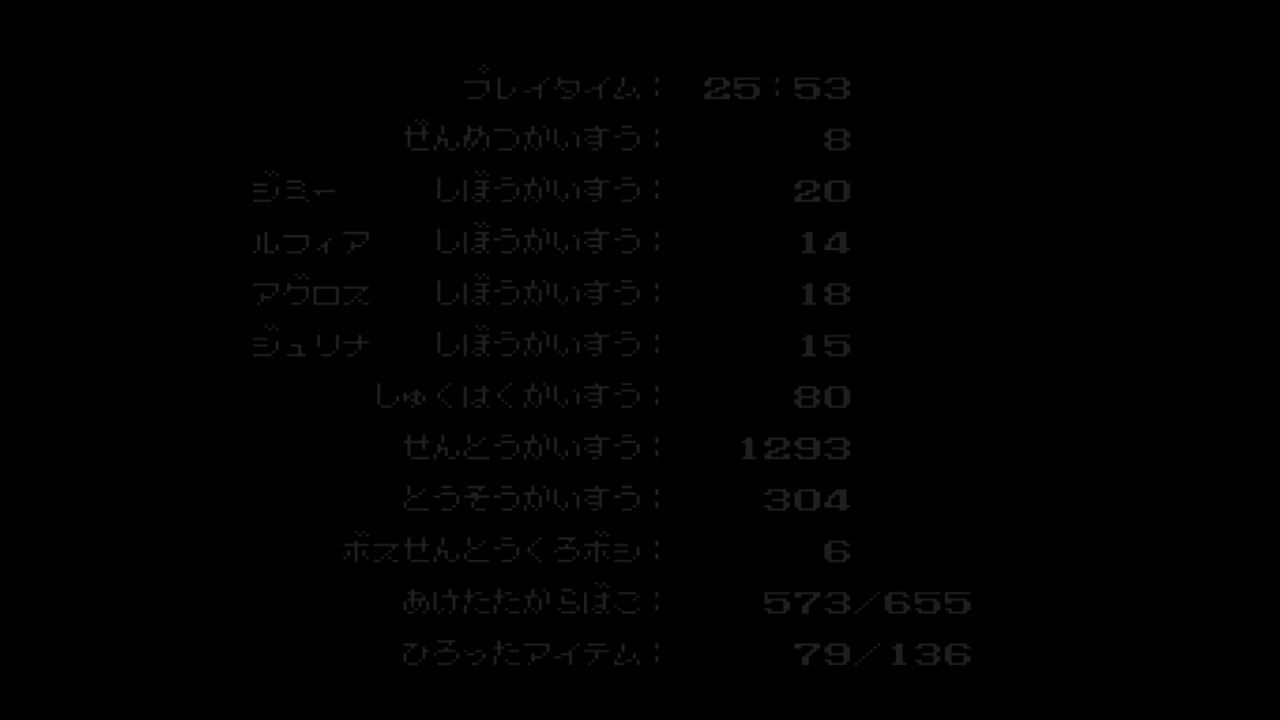 プレイタイム: 25:53
ぜんめつかいすう: 8
ジミー しぼうかいすう: 20
ルフィア しぼうかいすう: 14
アグロス しぼうかいすう: 18
ジュリナ しぼうかいすう: 15
しゅくはくかいすう: 80
せんとうかいすう: 1293
とうそうかいすう: 304
ボスせんとうくろボシ: 6
あけたたからばこ: 573/655
ひろったアイテム: 79/136